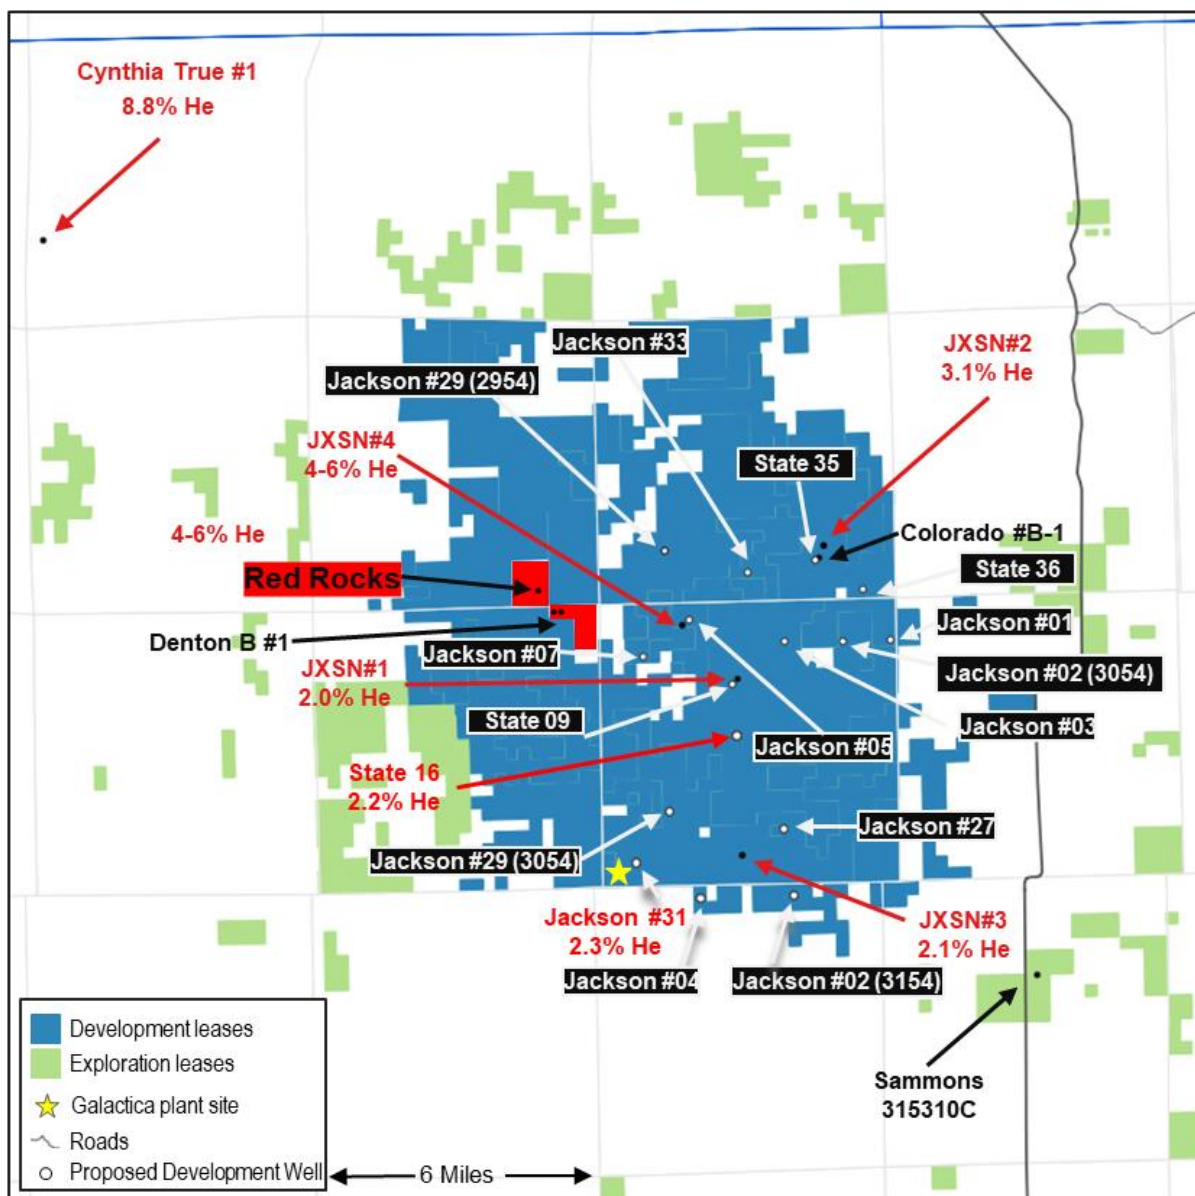 Cynthia True #1
8.8% He
Jackson #33
JXSN#2
3.1% He
Jackson #29 (2954)
JXSN#4
4-6% He
State 35
4-6% He
Colorado #B-1
Red Rocks
State 36
Denton B #1
Jackson #07
Jackson #01
JXSN#1
2.0% He
Jackson #02 (3054)
State 09
Jackson #03
Jackson #05
State 16
2.2% He
Jackson #27
Jackson #29 (3054)
Jackson #31
2.3% He
JXSN#3
2.1% He
Jackson #04
Jackson #02 (3154)
Sammons
315310C
Development leases
Exploration leases
Galactica plant site
Roads
Proposed Development Well
6 Miles